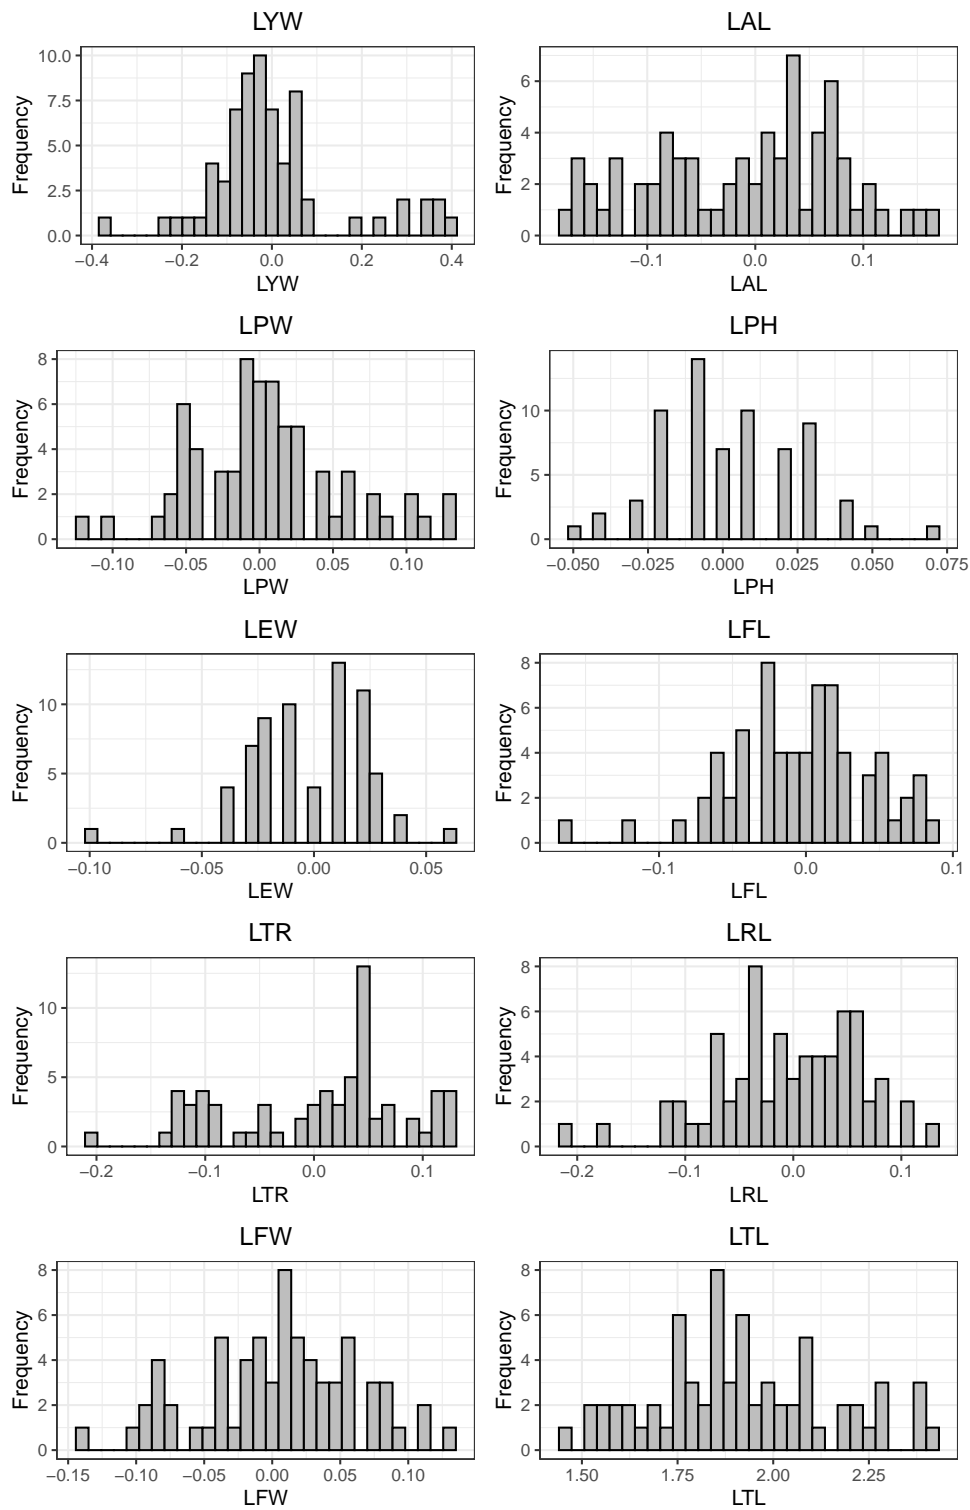 LYW
10.0
7.5
5.0
2.5
0.0
Frequency
−0.4 −0.2 0.0 0.2 0.4
LYW
LAL
6
4
2
0
Frequency
−0.1 0.0 0.1
LAL
LPW
8
6
4
2
0
Frequency
−0.10 −0.05 0.00 0.05 0.10
LPW
LPH
10
5
0
Frequency
−0.050 −0.025 0.000 0.025 0.050 0.075
LPH
LEW
10
5
0
Frequency
−0.10 −0.05 0.00 0.05
LEW
LFL
8
6
4
2
0
Frequency
−0.1 0.0 0.1
LFL
LTR
10
5
0
Frequency
−0.2 −0.1 0.0 0.1
LTR
LRL
8
6
4
2
0
Frequency
−0.2 −0.1 0.0 0.1
LRL
LFW
8
6
4
2
0
Frequency
−0.15 −0.10 −0.05 0.00 0.05 0.10
LFW
LTL
8
6
4
2
0
Frequency
1.50 1.75 2.00 2.25
LTL